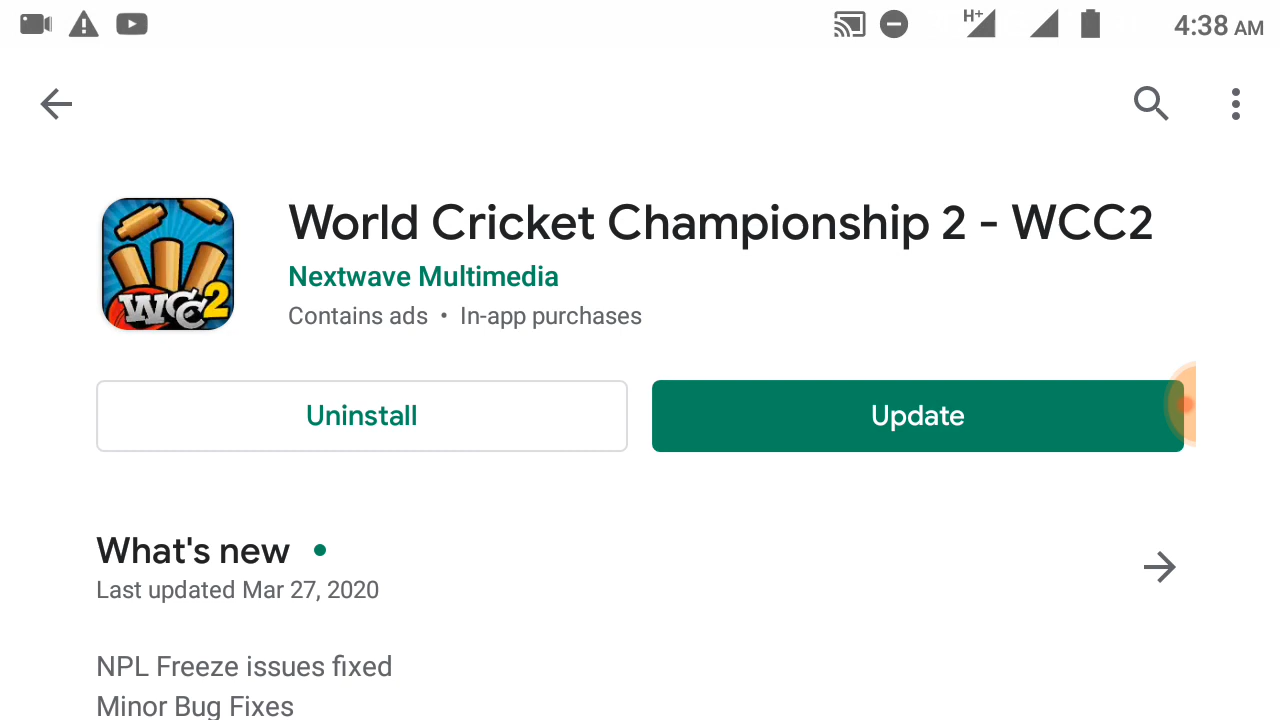 H+ 4:38 AM
World Cricket Championship 2 - WCC2
WCC2
Nextwave Multimedia
Contains ads • In-app purchases
Uninstall Update
What's new
Last updated Mar 27, 2020
NPL Freeze issues fixed
Minor Bug Fixes